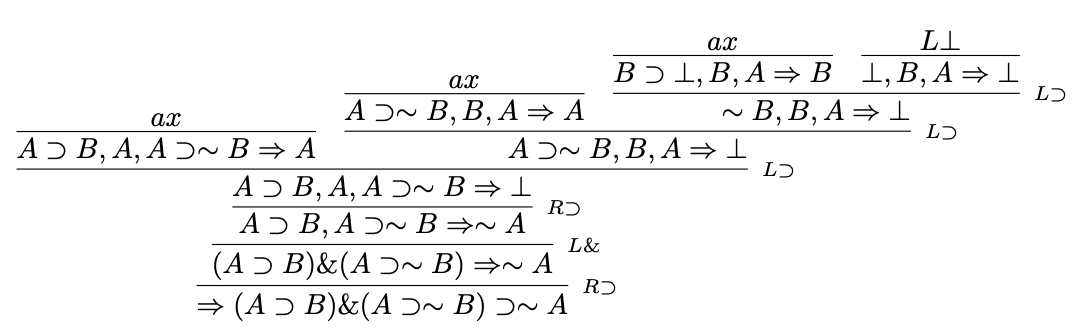 ax L⊥
B ⊃ ⊥, B, A ⇒ B ⊥, B, A ⇒ ⊥ L⊃
ax
A ⊃∼ B, B, A ⇒ A ∼ B, B, A ⇒ ⊥ L⊃
ax
A ⊃ B, A, A ⊃∼ B ⇒ A A ⊃∼ B, B, A ⇒ ⊥ L⊃
A ⊃ B, A, A ⊃∼ B ⇒ ⊥ R⊃
A ⊃ B, A ⊃∼ B ⇒∼ A L&
(A ⊃ B)&(A ⊃∼ B) ⇒∼ A R⊃
⇒ (A ⊃ B)&(A ⊃∼ B) ⊃∼ A